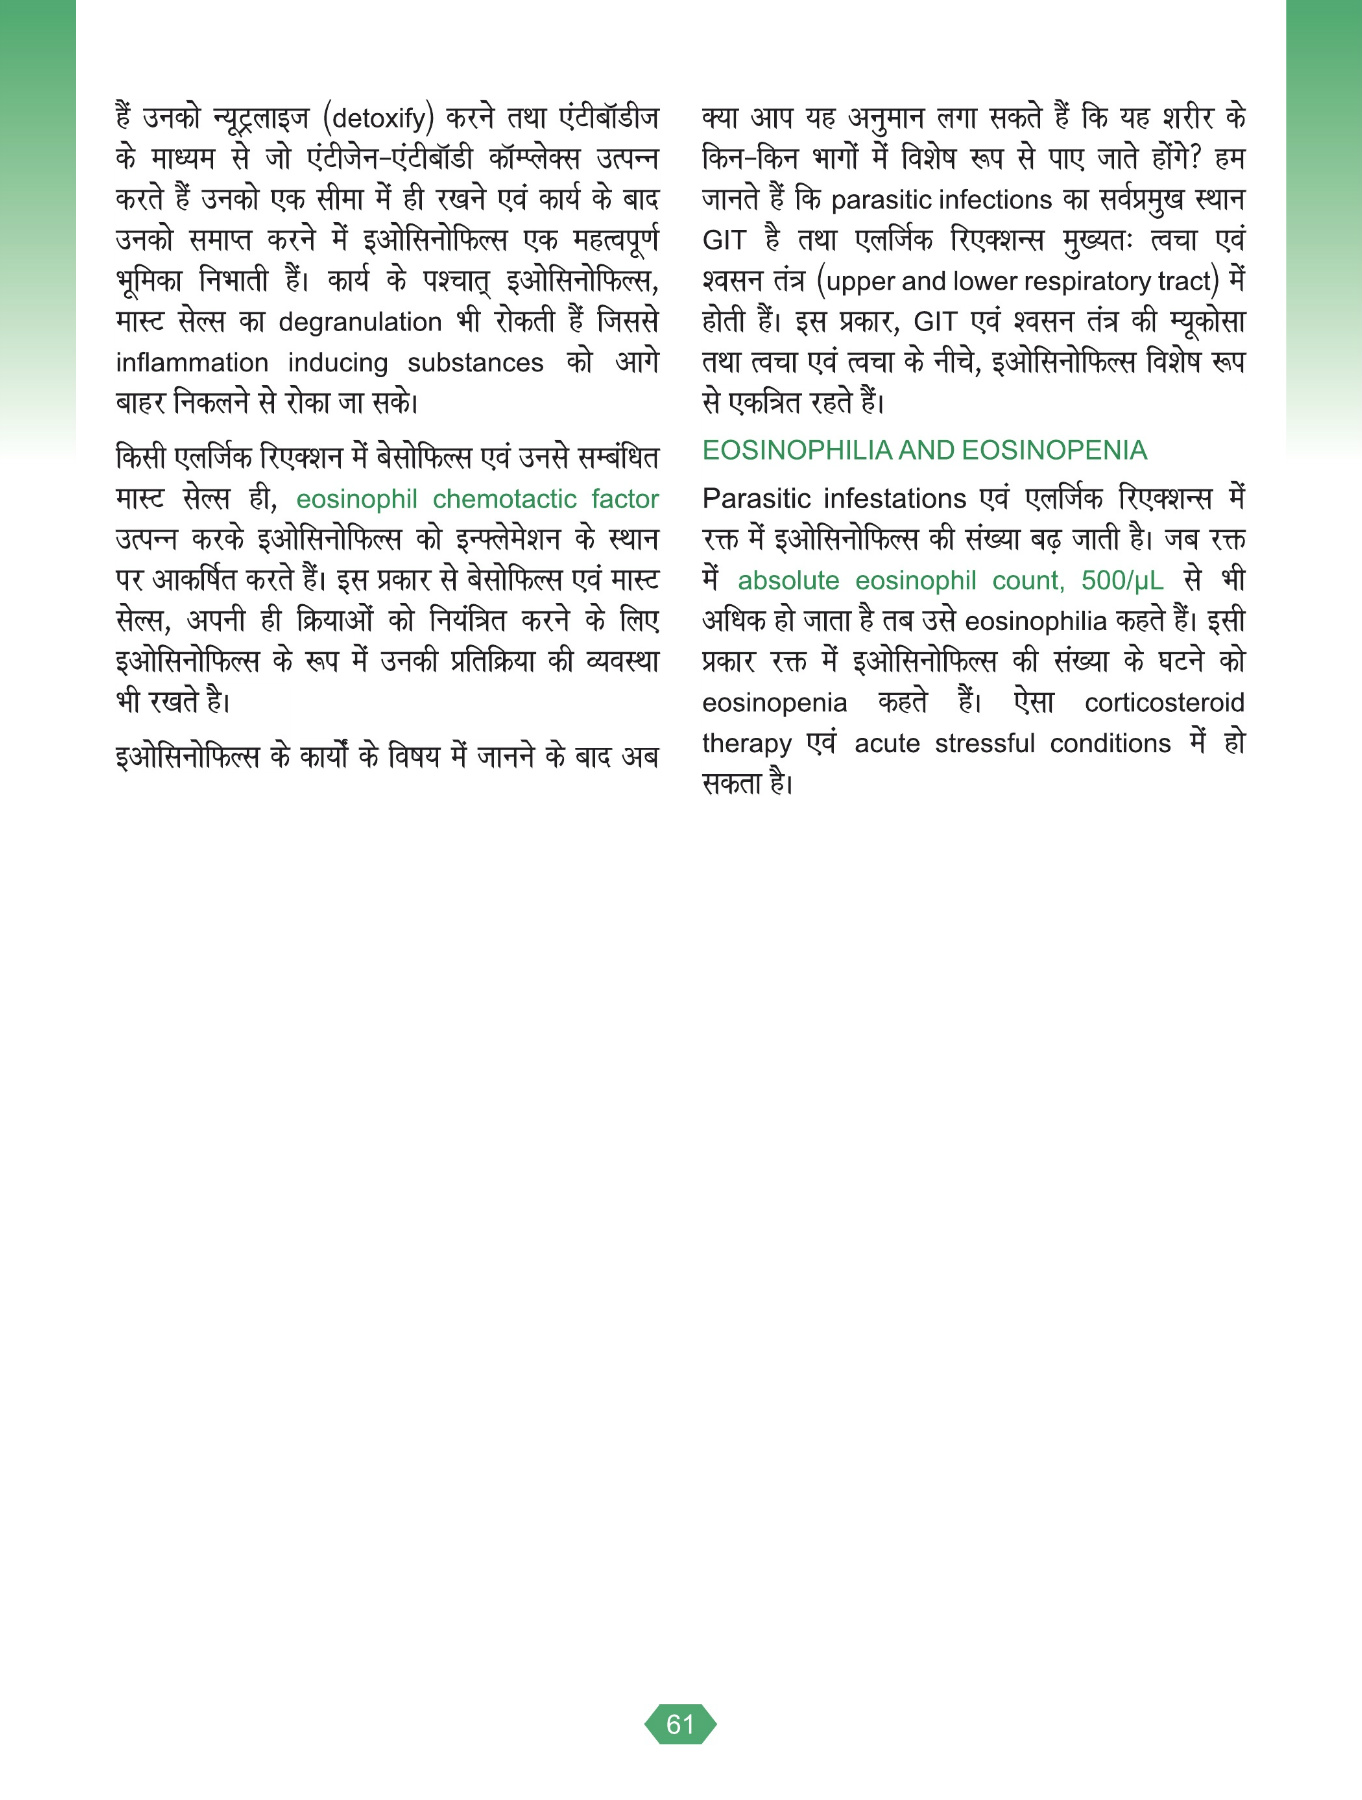 हैं उनको न्यूट्रलाइज (detoxify) करने तथा एंटीबॉडीज
के माध्यम से जो एंटीजेन-एंटीबॉडी कॉम्प्लेक्स उत्पन्न
करते हैं उनको एक सीमा में ही रखने एवं कार्य के बाद
उनको समाप्त करने में इओसिनोफिल्स एक महत्वपूर्ण
भूमिका निभाती हैं। कार्य के पश्चात् इओसिनोफिल्स,
मास्ट सेल्स का degranulation भी रोकती हैं जिससे
inflammation inducing substances को आगे
बाहर निकलने से रोका जा सके।
किसी एलर्जिक रिएक्शन में बेसोफिल्स एवं उनसे सम्बंधित
मास्ट सेल्स ही, eosinophil chemotactic factor
उत्पन्न करके इओसिनोफिल्स को इन्फ्लेमेशन के स्थान
पर आकर्षित करते हैं। इस प्रकार से बेसोफिल्स एवं मास्ट
सेल्स, अपनी ही क्रियाओं को नियंत्रित करने के लिए
इओसिनोफिल्स के रूप में उनकी प्रतिक्रिया की व्यवस्था
भी रखते है।
इओसिनोफिल्स के कार्यों के विषय में जानने के बाद अब
क्या आप यह अनुमान लगा सकते हैं कि यह शरीर के
किन-किन भागों में विशेष रूप से पाए जाते होंगे? हम
जानते हैं कि parasitic infections का सर्वप्रमुख स्थान
GIT है तथा एलर्जिक रिएक्शन्स मुख्यतः त्वचा एवं
श्वसन तंत्र (upper and lower respiratory tract) में
होती हैं। इस प्रकार, GIT एवं श्वसन तंत्र की म्यूकोसा
तथा त्वचा एवं त्वचा के नीचे, इओसिनोफिल्स विशेष रूप
से एकत्रित रहते हैं।
EOSINOPHILIA AND EOSINOPENIA
Parasitic infestations एवं एलर्जिक रिएक्शन्स में
रक्त में इओसिनोफिल्स की संख्या बढ़ जाती है। जब रक्त
में absolute eosinophil count, 500/µL से भी
अधिक हो जाता है तब उसे eosinophilia कहते हैं। इसी
प्रकार रक्त में इओसिनोफिल्स की संख्या के घटने को
eosinopenia कहते हैं। ऐसा corticosteroid
therapy एवं acute stressful conditions में हो
सकता है।
61